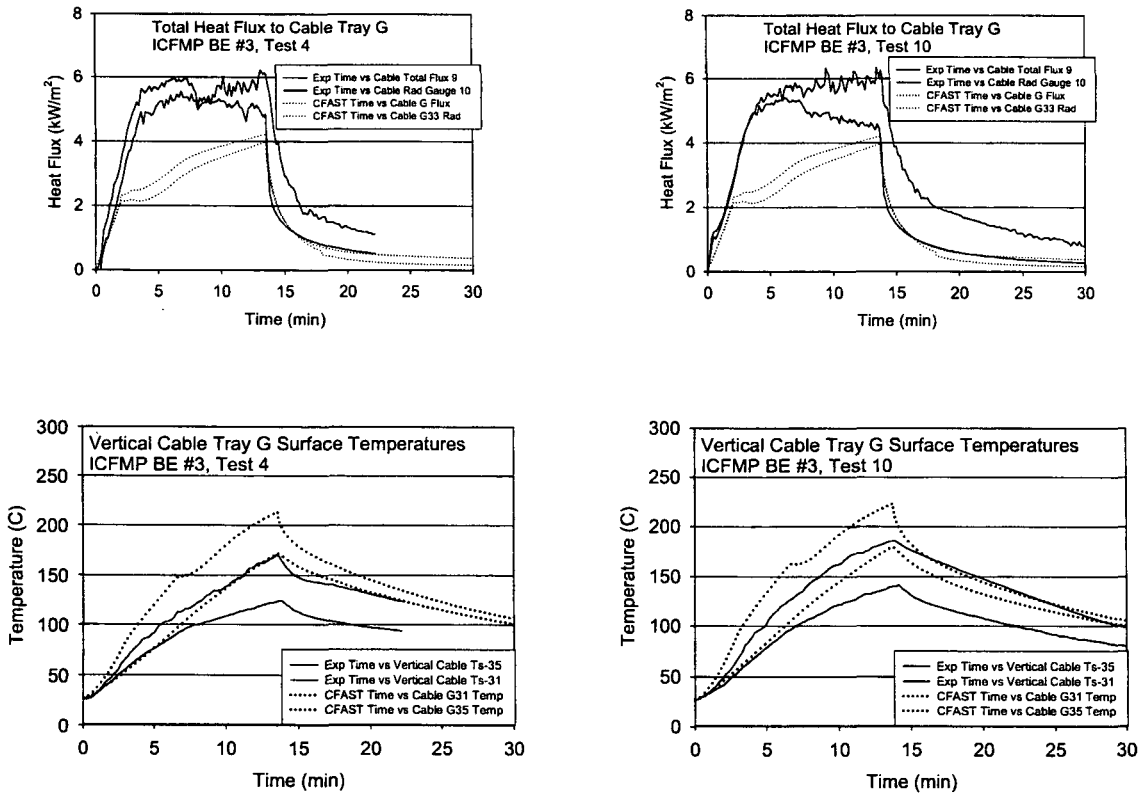 Total Heat Flux to Cable Tray G
ICFMP BE #3, Test 4
Exp Time vs Cable Total Flux 9
Exp Time vs Cable Rad Gauge 10
CFAST Time vs Cable G Flux
CFAST Time vs Cable G33 Rad
Heat Flux (kW/m²)
8
6
4
2
0
0 5 10 15 20 25 30
Time (min)
Total Heat Flux to Cable Tray G
ICFMP BE #3, Test 10
Exp Time vs Cable Total Flux 9
Exp Time vs Cable Rad Gauge 10
CFAST Time vs Cable G Flux
CFAST Time vs Cable G33 Rad
Heat Flux (kW/m²)
8
6
4
2
0
0 5 10 15 20 25 30
Time (min)
Vertical Cable Tray G Surface Temperatures
ICFMP BE #3, Test 4
Temperature (C)
300
250
200
150
100
50
0
Exp Time vs Vertical Cable Ts-35
Exp Time vs Vertical Cable Ts-31
CFAST Time vs Cable G31 Temp
CFAST Time vs Cable G35 Temp
0 5 10 15 20 25 30
Time (min)
Vertical Cable Tray G Surface Temperatures
ICFMP BE #3, Test 10
Temperature (C)
300
250
200
150
100
50
0
Exp Time vs Vertical Cable Ts-35
Exp Time vs Vertical Cable Ts-31
CFAST Time vs Cable G31 Temp
CFAST Time vs Cable G35 Temp
0 5 10 15 20 25 30
Time (min)